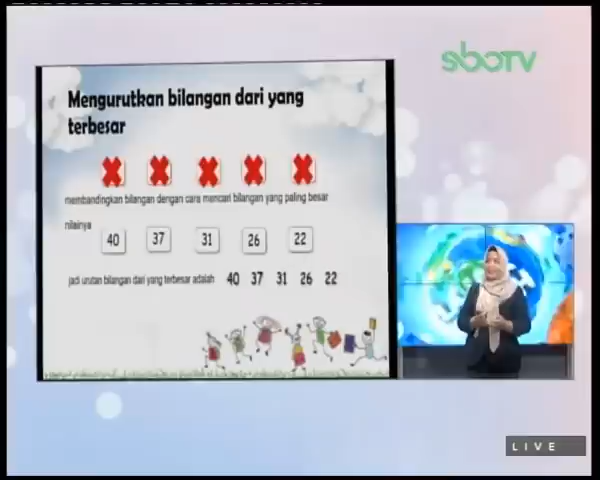 sboTV
Mengurutkan bilangan dari yang
terbesar
membandingkan bilangan dengan cara mencari bilangan yang paling besar
nilainya
40 37 31 26 22
jadi urutan bilangan dari yang terbesar adalah 40 37 31 26 22
LIVE